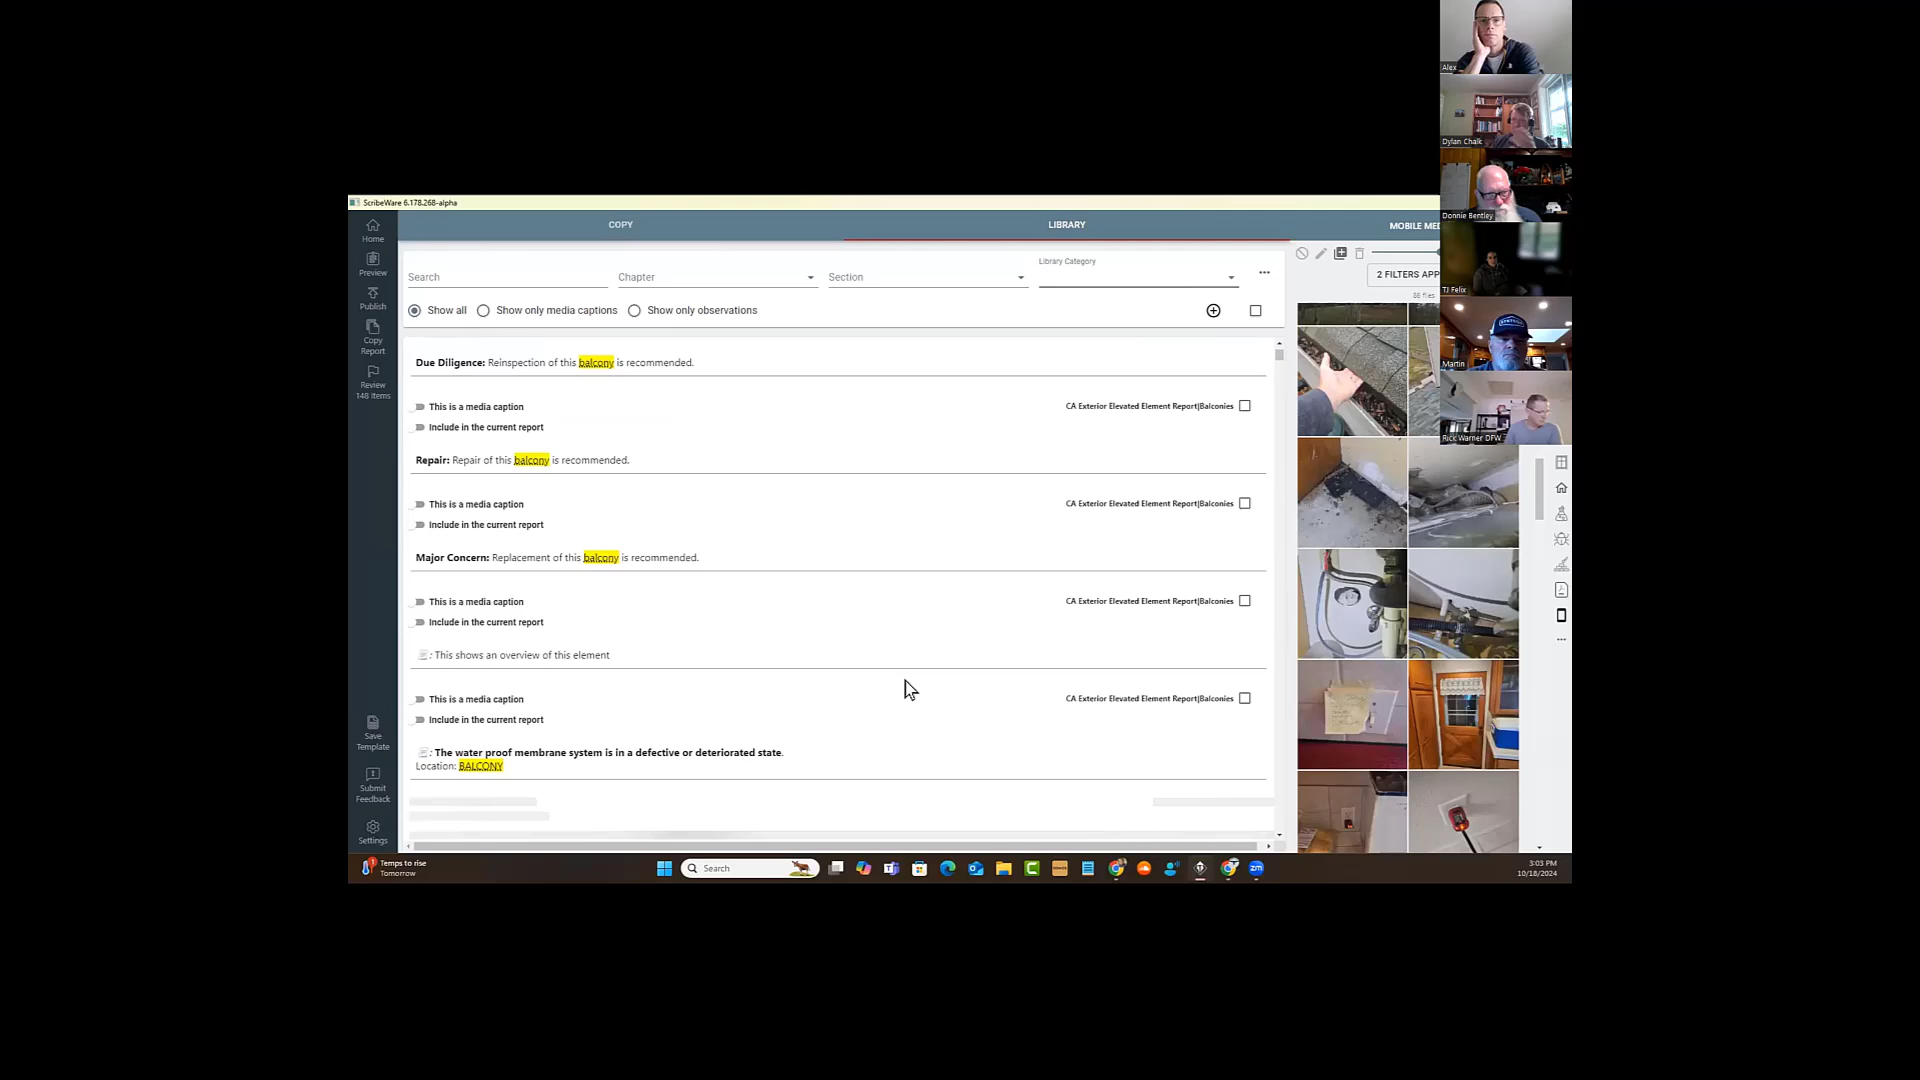 Alex
Dylan Chalk
Donnie Bentley
TJ Felix
Martin
Rick Warner DFW
ScribeWare 6.178.268-alpha
Home
Preview
Publish
Copy
Report
Review
148 items
Save
Template
Submit
Feedback
Settings
COPY
LIBRARY
MOBILE MED
Search
Chapter
Section
Library Category
Show all
Show only media captions
Show only observations
2 FILTERS APP
86 files
Due Diligence: Reinspection of this balcony is recommended.
This is a media caption
CA Exterior Elevated Element Report|Balconies
Include in the current report
Repair: Repair of this balcony is recommended.
This is a media caption
CA Exterior Elevated Element Report|Balconies
Include in the current report
Major Concern: Replacement of this balcony is recommended.
This is a media caption
CA Exterior Elevated Element Report|Balconies
Include in the current report
: This shows an overview of this element
This is a media caption
CA Exterior Elevated Element Report|Balconies
Include in the current report
: The water proof membrane system is in a defective or deteriorated state.
Location: BALCONY
1
Temps to rise
Tomorrow
Search
zm
3:03 PM
10/18/2024